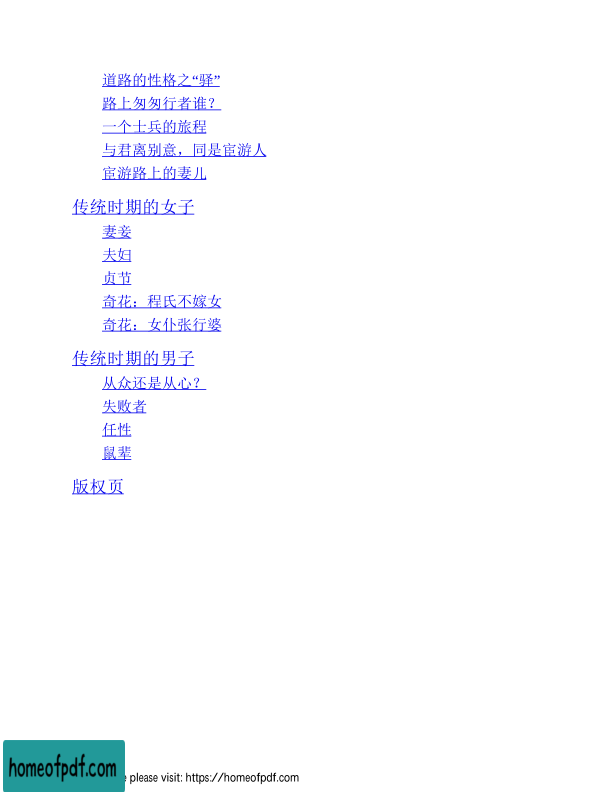 道路的性格之“驿”
路上匆匆行者谁？
一个士兵的旅程
与君离别意，同是宦游人
宦游路上的妻儿
传统时期的女子
妻妾
夫妇
贞节
奇花：程氏不嫁女
奇花：女仆张行婆
传统时期的男子
从众还是从心？
失败者
任性
鼠辈
版权页
homeofpdf.com
e please visit: https://homeofpdf.com